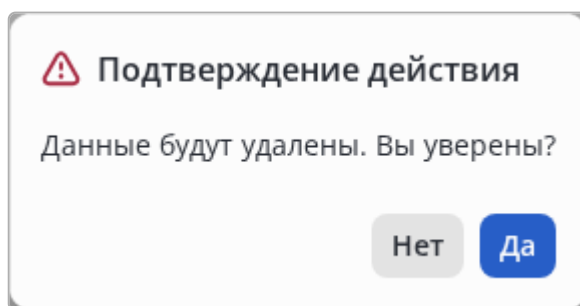 Подтверждение действия
Данные будут удалены. Вы уверены?
Нет
Да